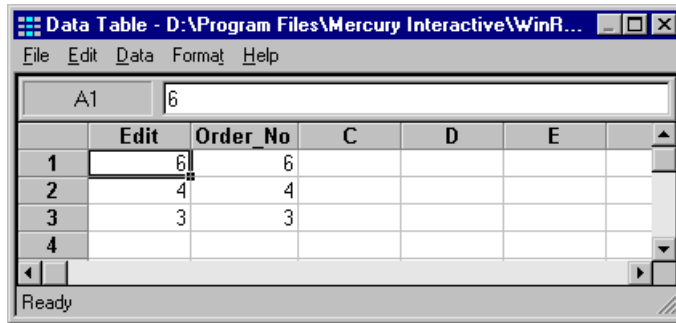 Data Table - D:\Program Files\Mercury Interactive\WinR...
File Edit Data Format Help
A1 6
Edit Order_No C D E
1 6 6
2 4 4
3 3 3
4
Ready